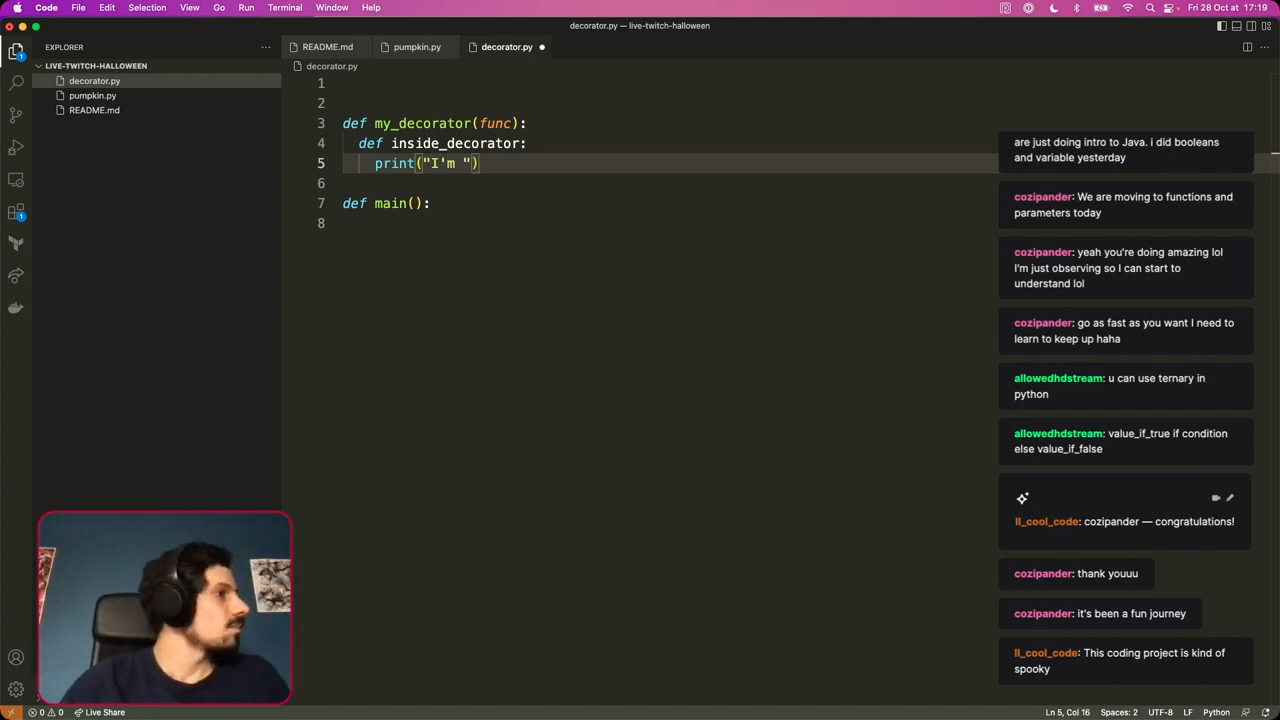 Code File Edit Selection View Go Run Terminal Window Help Fri 28 Oct at 17:19
decorator.py — live-twitch-halloween
EXPLORER
LIVE-TWITCH-HALLOWEEN
decorator.py
pumpkin.py
README.md
README.md pumpkin.py decorator.py
decorator.py
1
2
3 def my_decorator(func):
4 def inside_decorator:
5 print("I'm ")
6
7 def main():
8
are just doing intro to Java. i did booleans
and variable yesterday
cozipander: We are moving to functions and
parameters today
cozipander: yeah you're doing amazing lol
I'm just observing so I can start to
understand lol
cozipander: go as fast as you want I need to
learn to keep up haha
allowedhdstream: u can use ternary in
python
allowedhdstream: value_if_true if condition
else value_if_false
ll_cool_code: cozipander — congratulations!
cozipander: thank youuu
cozipander: it's been a fun journey
ll_cool_code: This coding project is kind of
spooky
1
1
0 0 Live Share Ln 5, Col 16 Spaces: 2 UTF-8 LF Python